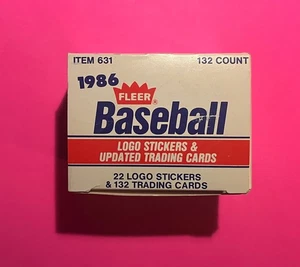 ITEM 631 132 COUNT
1986
FLEER
Baseball
LOGO STICKERS &
UPDATED TRADING CARDS
22 LOGO STICKERS
& 132 TRADING CARDS